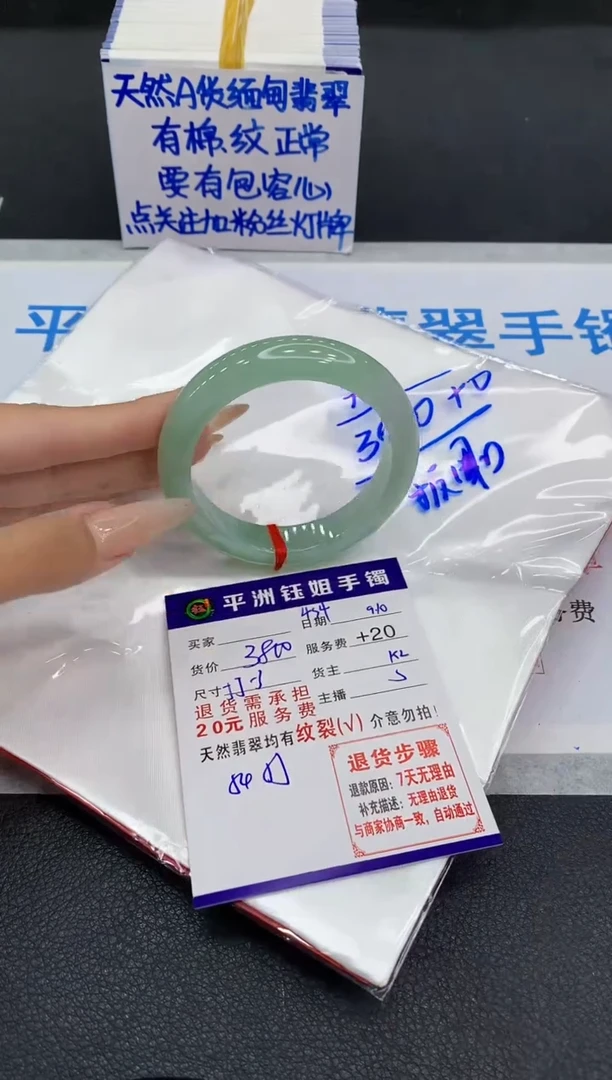 天然A货缅甸翡翠
有棉纹正常
要有包容心
点关注加粉丝灯牌
平 翡翠手镯
平洲钰姐手镯
买家 日期 9/0
货价 3800 服务费 +20
尺寸 货主 KL
退货需承担 主播
20元服务费
天然翡翠均有纹裂(√)介意勿拍!
退货步骤
退款原因:7天无理由
补充描述:无理由退货
与商家协商一致,自动通过
费